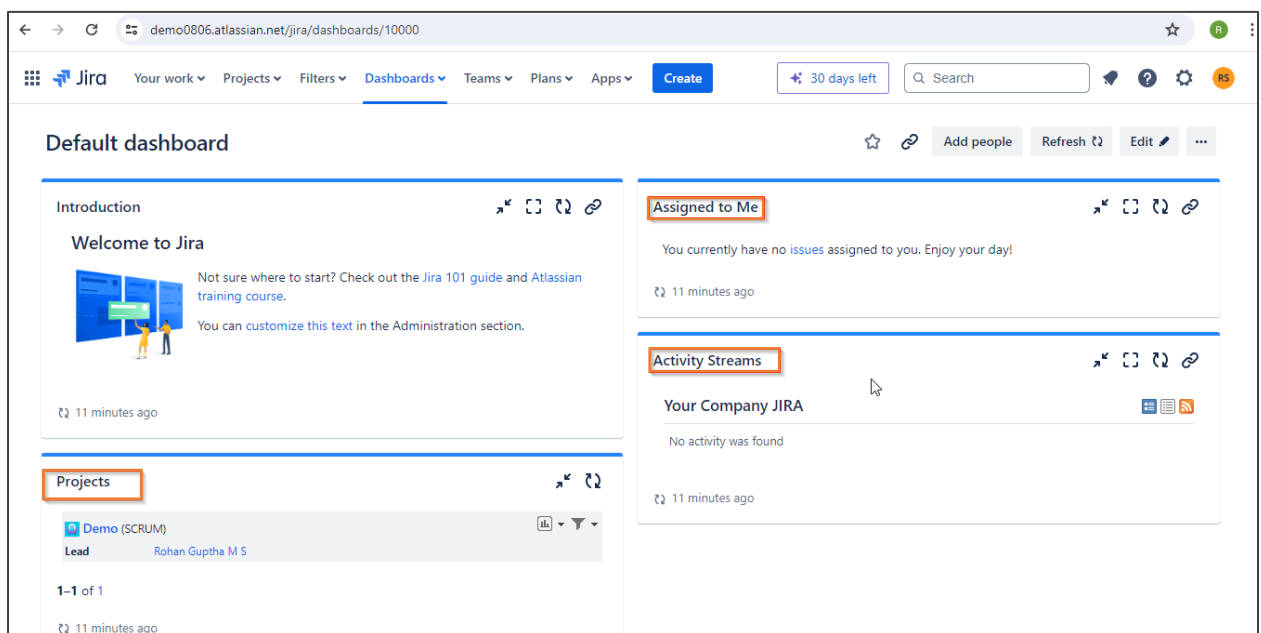 demo0806.atlassian.net/jira/dashboards/10000
R
Jira Your work Projects Filters Dashboards Teams Plans Apps Create 30 days left Search RS
Default dashboard
Add people Refresh Edit
Introduction
Welcome to Jira
Not sure where to start? Check out the Jira 101 guide and Atlassian
training course.
You can customize this text in the Administration section.
11 minutes ago
Projects
Demo (SCRUM)
Lead Rohan Guptha M S
1–1 of 1
11 minutes ago
Assigned to Me
You currently have no issues assigned to you. Enjoy your day!
11 minutes ago
Activity Streams
Your Company JIRA
No activity was found
11 minutes ago